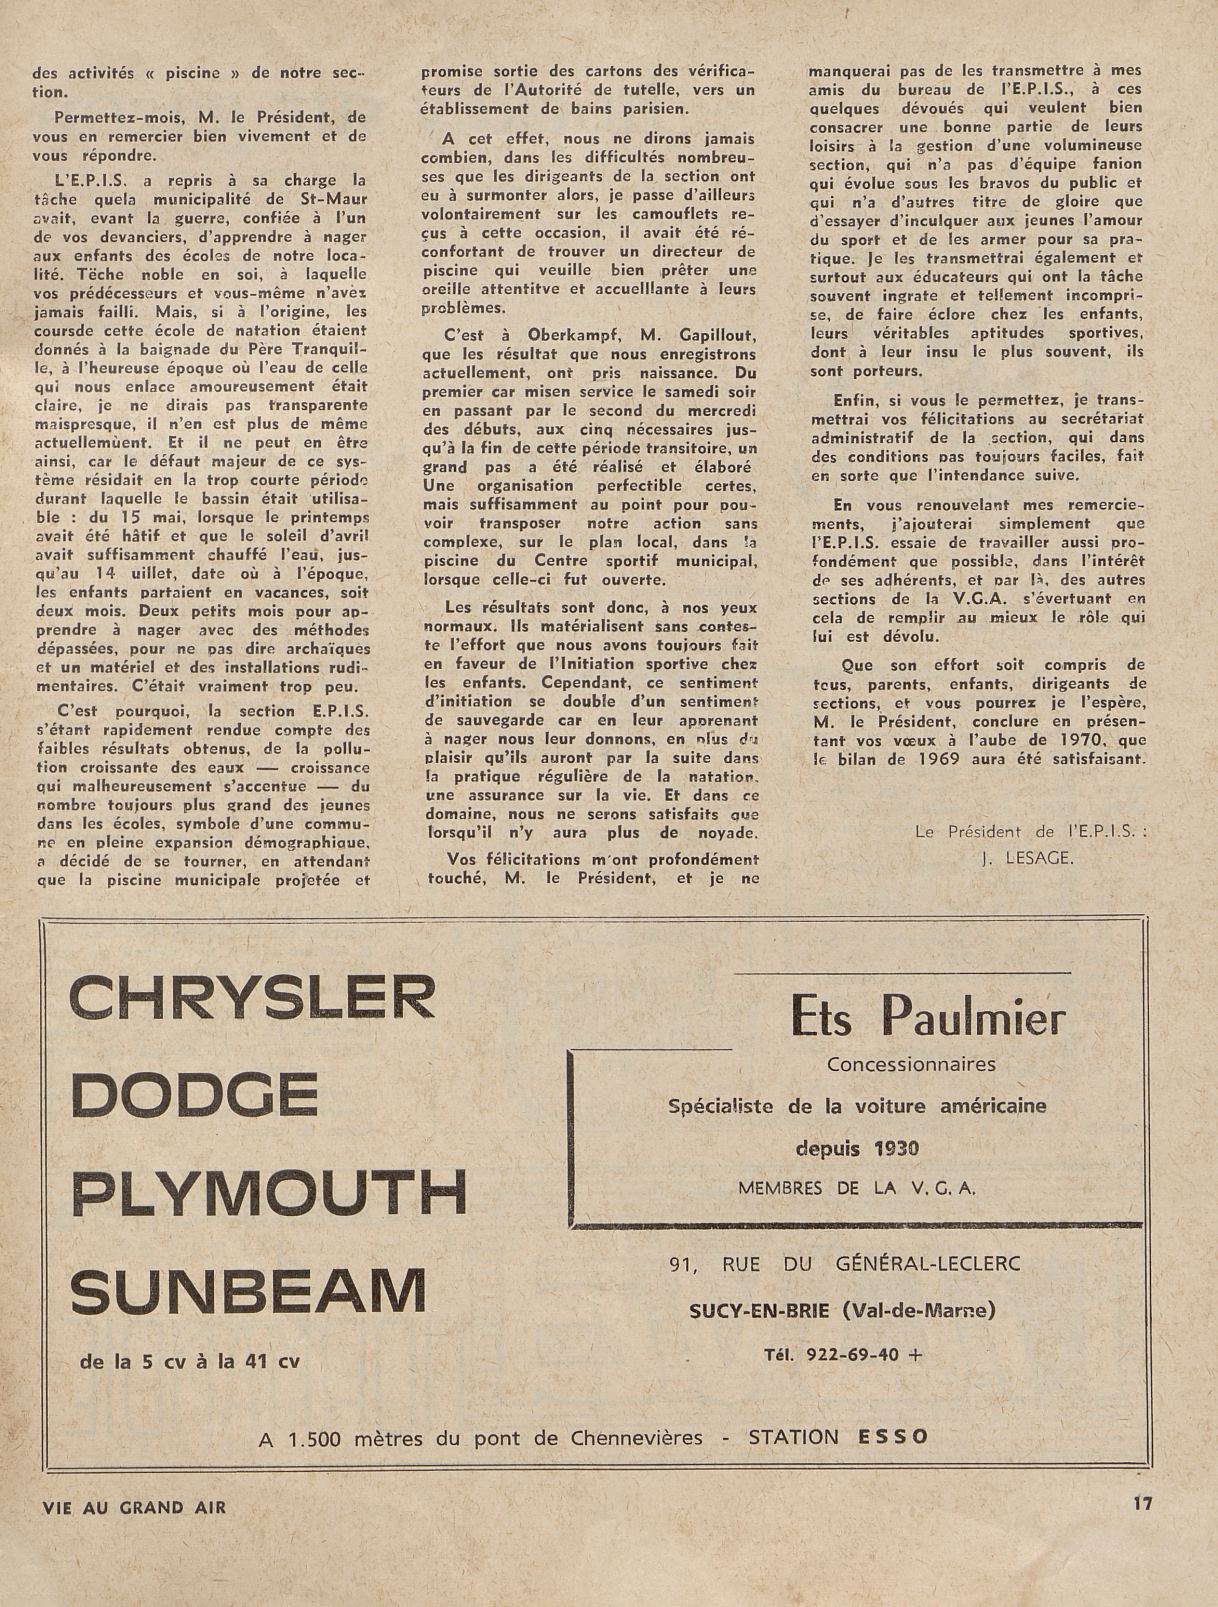 des activités « piscine » de notre sec-
tion.
Permettez-mois, M. le Président, de
vous en remercier bien vivement et de
vous répondre.
L'E.P.I.S. a repris à sa charge la
tâche quela municipalité de St-Maur
avait, evant la guerre, confiée à l'un
de vos devanciers, d'apprendre à nager
aux enfants des écoles de notre loca-
lité. Tëche noble en soi, à laquelle
vos prédécesseurs et vous-même n'avez
jamais failli. Mais, si à l'origine, les
coursde cette école de natation étaient
donnés à la baignade du Père Tranquil-
le, à l'heureuse époque où l'eau de celle
qui nous enlace amoureusement était
claire, je ne dirais pas transparente
maispresque, il n'en est plus de même
actuellemùent. Et il ne peut en être
ainsi, car le défaut majeur de ce sys-
tème résidait en la trop courte période
durant laquelle le bassin était utilisa-
ble : du 15 mai, lorsque le printemps
avait été hâtif et que le soleil d'avril
avait suffisamment chauffé l'eau, jus-
qu'au 14 uillet, date où à l'époque,
les enfants partaient en vacances, soit
deux mois. Deux petits mois pour ap-
prendre à nager avec des méthodes
dépassées, pour ne pas dire archaïques
et un matériel et des installations rudi-
mentaires. C'était vraiment trop peu.
C'est pourquoi, la section E.P.I.S.
s'étant rapidement rendue compte des
faibles résultats obtenus, de la pollu-
tion croissante des eaux — croissance
qui malheureusement s'accentue — du
nombre toujours plus grand des jeunes
dans les écoles, symbole d'une commu-
ne en pleine expansion démographique,
a décidé de se tourner, en attendant
que la piscine municipale projetée et
promise sortie des cartons des vérifica-
teurs de l'Autorité de tutelle, vers un
établissement de bains parisien.
A cet effet, nous ne dirons jamais
combien, dans les difficultés nombreu-
ses que les dirigeants de la section ont
eu à surmonter alors, je passe d'ailleurs
volontairement sur les camouflets re-
çus à cette occasion, il avait été ré-
confortant de trouver un directeur de
piscine qui veuille bien prêter une
oreille attentitve et accuelllante à leurs
problèmes.
C'est à Oberkampf, M. Gapillout,
que les résultat que nous enregistrons
actuellement, ont pris naissance. Du
premier car misen service le samedi soir
en passant par le second du mercredi
des débuts, aux cinq nécessaires jus-
qu'à la fin de cette période transitoire, un
grand pas a été réalisé et élaboré
Une organisation perfectible certes,
mais suffisamment au point pour pou-
voir transposer notre action sans
complexe, sur le plan local, dans la
piscine du Centre sportif municipal,
lorsque celle-ci fut ouverte.
Les résultats sont donc, à nos yeux
normaux. Ils matérialisent sans contes-
te l'effort que nous avons toujours fait
en faveur de l'Initiation sportive chez
les enfants. Cependant, ce sentiment
d'initiation se double d'un sentiment
de sauvegarde car en leur apprenant
à nager nous leur donnons, en plus du
plaisir qu'ils auront par la suite dans
la pratique régulière de la natation,
une assurance sur la vie. Et dans ce
domaine, nous ne serons satisfaits que
lorsqu'il n'y aura plus de noyade.
Vos félicitations m'ont profondément
touché, M. le Président, et je ne
manquerai pas de les transmettre à mes
amis du bureau de l'E.P.I.S., à ces
quelques dévoués qui veulent bien
consacrer une bonne partie de leurs
loisirs à la gestion d'une volumineuse
section, qui n'a pas d'équipe fanion
qui évolue sous les bravos du public et
qui n'a d'autres titre de gloire que
d'essayer d'inculquer aux jeunes l'amour
du sport et de les armer pour sa pra-
tique. Je les transmettrai également et
surtout aux éducateurs qui ont la tâche
souvent ingrate et tellement incompri-
se, de faire éclore chez les enfants,
leurs véritables aptitudes sportives,
dont à leur insu le plus souvent, ils
sont porteurs.
Enfin, si vous le permettez, je trans-
mettrai vos félicitations au secrétariat
administratif de la section, qui dans
des conditions pas toujours faciles, fait
en sorte que l'intendance suive.
En vous renouvelant mes remercie-
ments, j'ajouterai simplement que
l'E.P.I.S. essaie de travailler aussi pro-
fondément que possible, dans l'intérêt
de ses adhérents, et par là, des autres
sections de la V.G.A. s'évertuant en
cela de remplir au mieux le rôle qui
lui est dévolu.
Que son effort soit compris de
tous, parents, enfants, dirigeants de
sections, et vous pourrez je l'espère,
M. le Président, conclure en présen-
tant vos vœux à l'aube de 1970, que
le bilan de 1969 aura été satisfaisant.
Le Président de l'E.P.I.S. :
J. LESAGE.
CHRYSLER
DODGE
PLYMOUTH
SUNBEAM
de la 5 cv à la 41 cv
Ets Paulmier
Concessionnaires
Spécialiste de la voiture américaine
depuis 1930
MEMBRES DE LA V. G. A.
91, RUE DU GÉNÉRAL-LECLERC
SUCY-EN-BRIE (Val-de-Marne)
Tél. 922-69-40 +
A 1.500 mètres du pont de Chennevières - STATION ESSO
VIE AU GRAND AIR
17